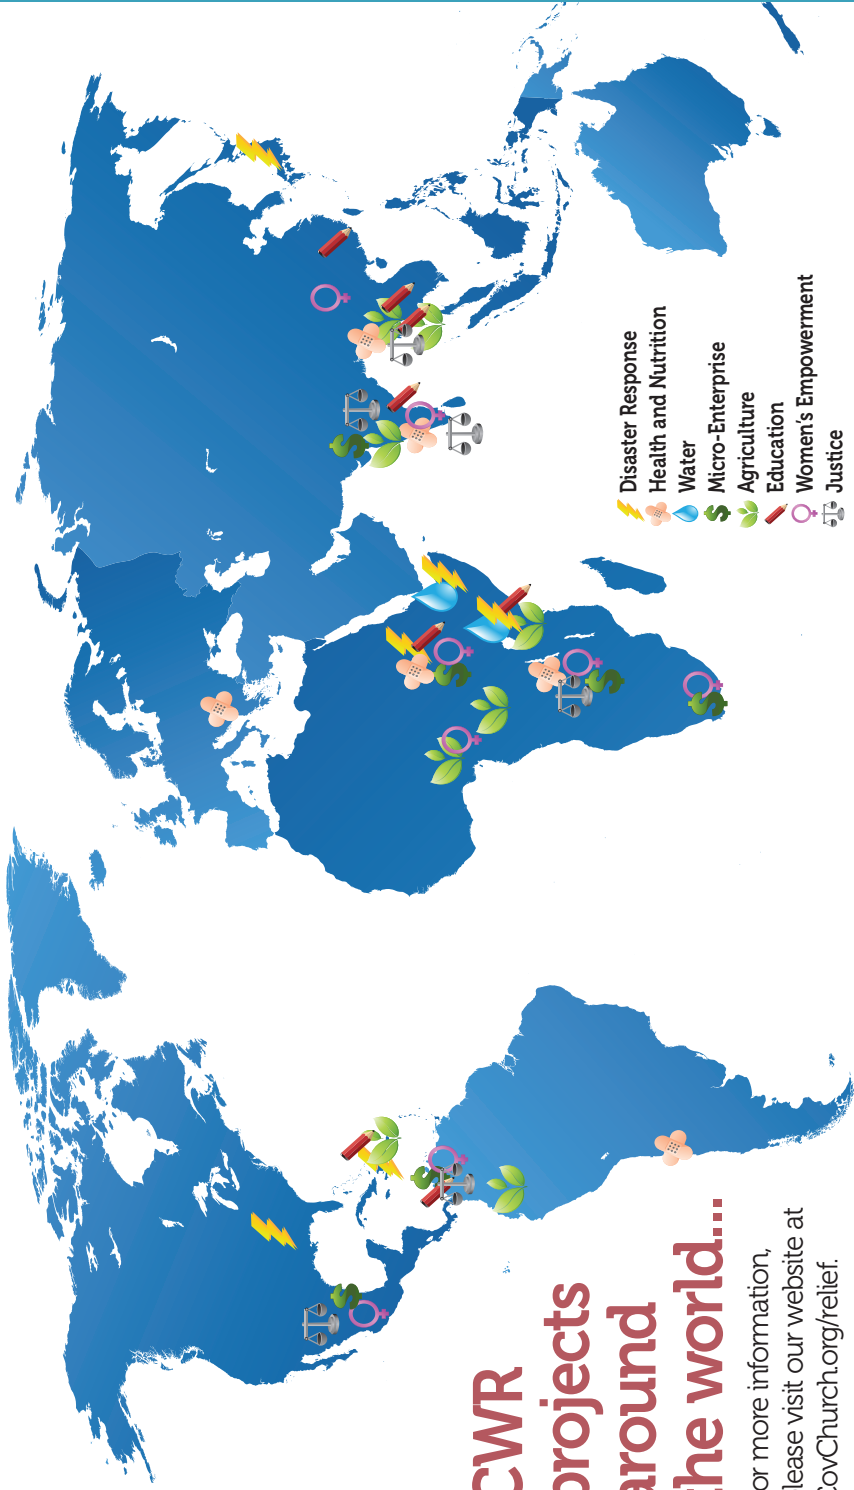 CWR
projects
around
he world...
or more information,
lease visit our website at
CovChurch.org/relief.
Disaster Response
Health and Nutrition
Water
Micro-Enterprise
Agriculture
Education
Women's Empowerment
Justice